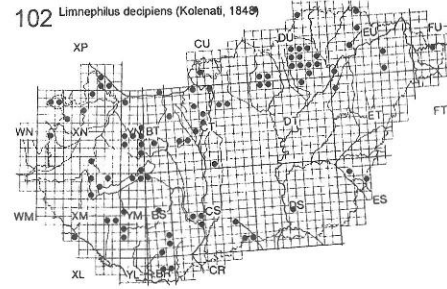 102 Limnephilus decipiens (Kolenati, 1848)
XP CU DU EU FU
WN XN YN BT DT ET FT
WM XM YM BS CS DS ES
XL YL BR CR